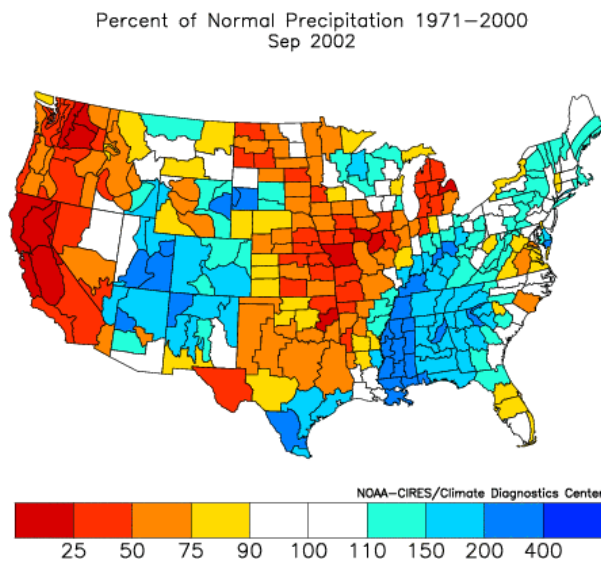 Percent of Normal Precipitation 1971-2000
Sep 2002
NOAA-CIRES/Climate Diagnostics Center
25 50 75 90 100 110 150 200 400